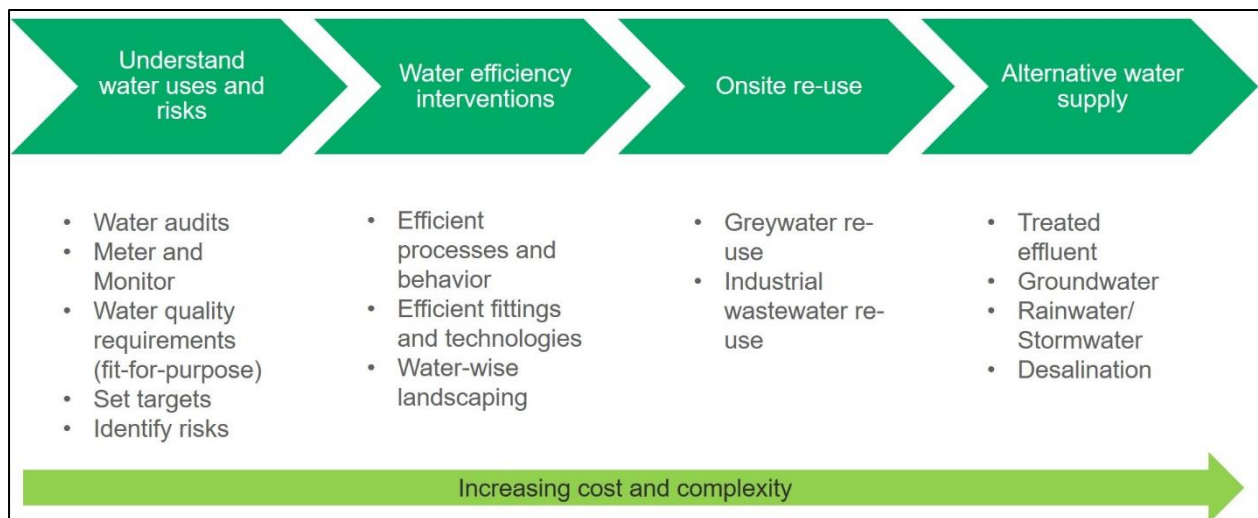 Understand
water uses and
risks
Water efficiency
interventions
Onsite re-use
Alternative water
supply
• Water audits
• Meter and
Monitor
• Water quality
requirements
(fit-for-purpose)
• Set targets
• Identify risks
• Efficient
processes and
behavior
• Efficient fittings
and technologies
• Water-wise
landscaping
• Greywater re-
use
• Industrial
wastewater re-
use
• Treated
effluent
• Groundwater
• Rainwater/
Stormwater
• Desalination
Increasing cost and complexity